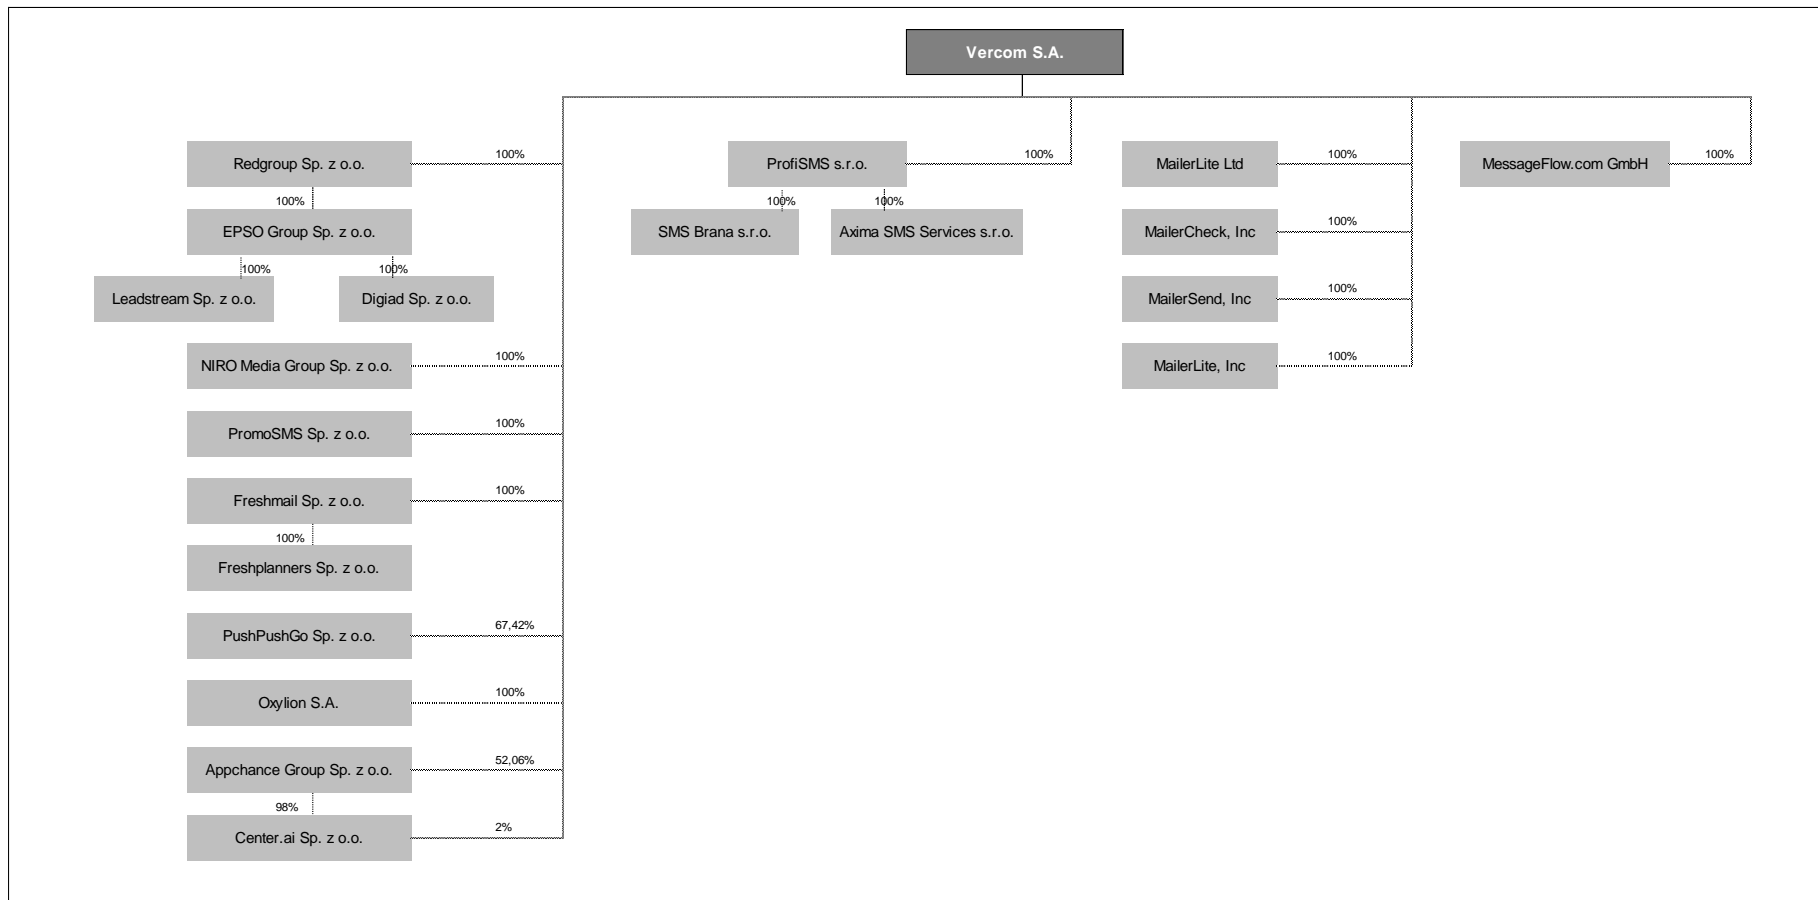 Vercom S.A.
Redgroup Sp. z o.o.
100%
ProfiSMS s.r.o.
100%
MailerLite Ltd
100%
MessageFlow.com GmbH
100%
100%
100%
100%
EPSO Group Sp. z o.o.
SMS Brana s.r.o.
Axima SMS Services s.r.o.
MailerCheck, Inc
100%
100%
100%
Leadstream Sp. z o.o.
Digiad Sp. z o.o.
MailerSend, Inc
100%
NIRO Media Group Sp. z o.o.
100%
MailerLite, Inc
100%
PromoSMS Sp. z o.o.
100%
Freshmail Sp. z o.o.
100%
100%
Freshplanners Sp. z o.o.
PushPushGo Sp. z o.o.
67,42%
Oxylion S.A.
100%
Appchance Group Sp. z o.o.
52,06%
98%
Center.ai Sp. z o.o.
2%